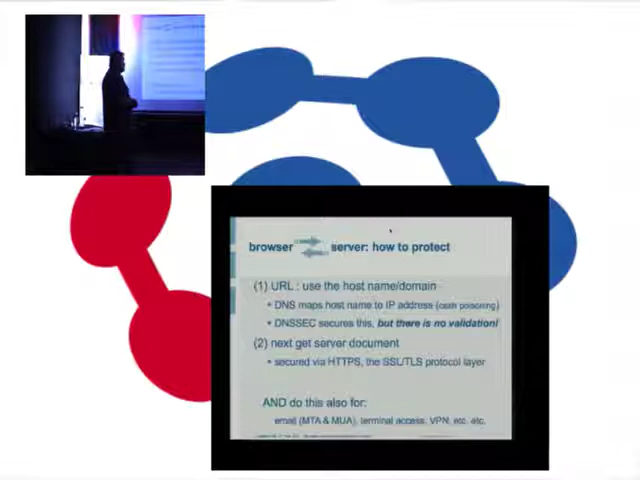 browser server: how to protect
(1) URL : use the host name/domain
• DNS maps host name to IP address (cash poisoning)
• DNSSEC secures this, but there is no validation!
(2) next get server document
• secured via HTTPS, the SSL/TLS protocol layer
AND do this also for:
email (MTA & MUA), terminal access, VPN, etc. etc.